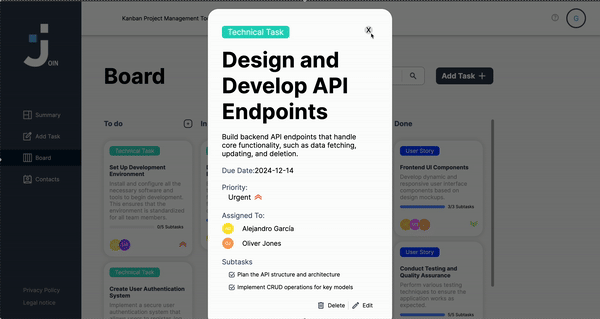 Kanban Project Management Too
G
JOIN
Board
Add Task +
Summary
Add Task
Board
Contacts
Privacy Policy
Legal notice
To do
In
Done
Technical Task
Set Up Development
Environment
Install and configure all the
necessary software and
tools to begin development.
This ensures that the
environment is standardized
for all team members.
0/5 Subtasks
Technical Task
Create User Authentication
System
Implement a secure user
X
Technical Task
Design and
Develop API
Endpoints
Build backend API endpoints that handle
core functionality, such as data fetching,
updating, and deletion.
Due Date:2024-12-14
Priority:
Urgent
Assigned To:
Alejandro García
Oliver Jones
Subtasks
Plan the API structure and architecture
Implement CRUD operations for key models
Delete
Edit
User Story
Frontend UI Components
Develop dynamic and
responsive user interface
components based on
design mockups.
3/3 Subtasks
User Story
Conduct Testing and
Quality Assurance
Perform various testing
techniques to ensure the
application works as
expected.